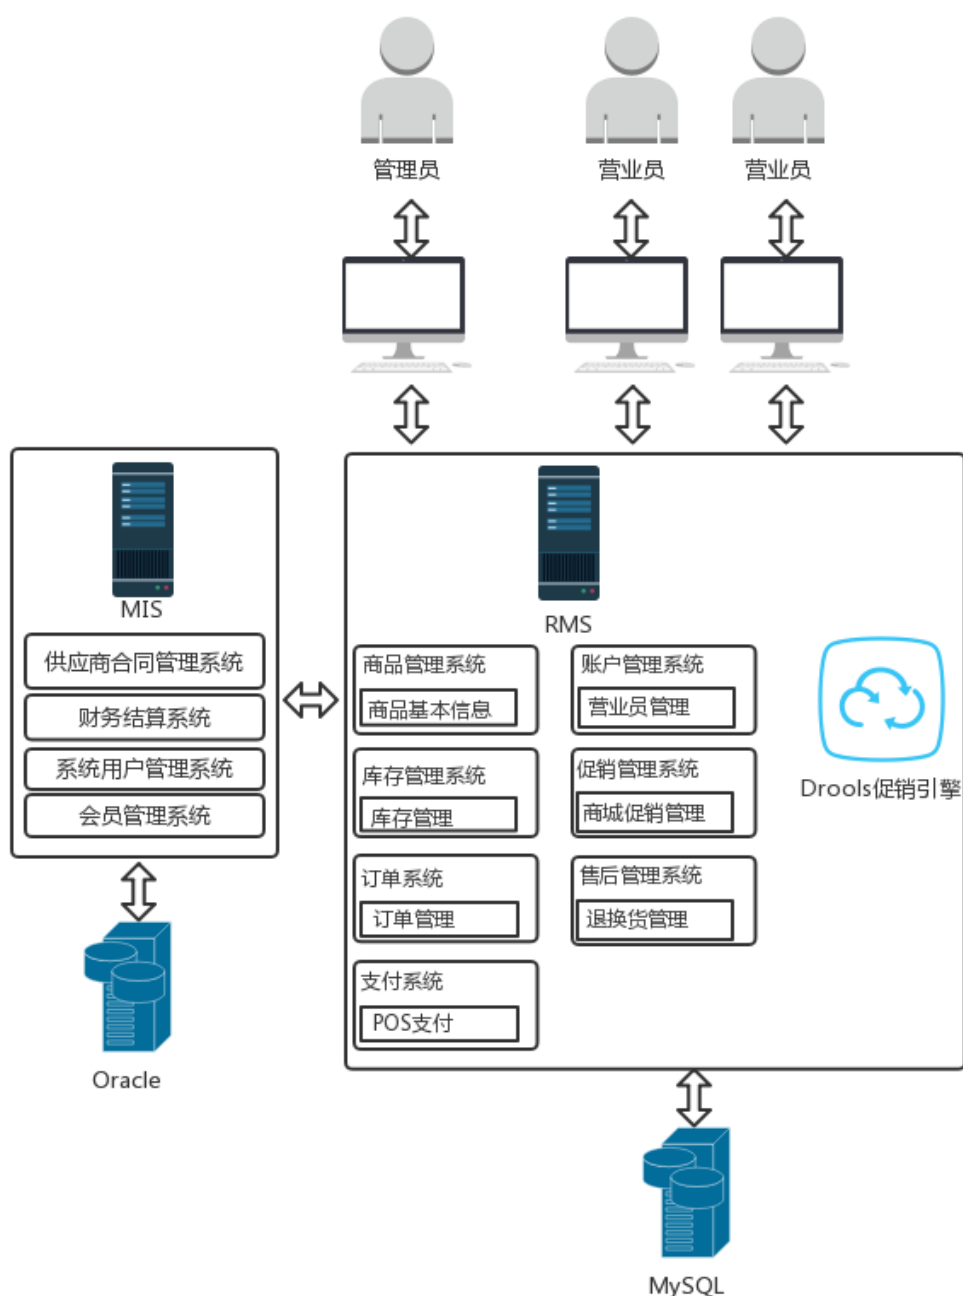 管理员
营业员
营业员
MIS
供应商合同管理系统
财务结算系统
系统用户管理系统
会员管理系统
Oracle
RMS
商品管理系统
商品基本信息
账户管理系统
营业员管理
库存管理系统
库存管理
促销管理系统
商城促销管理
订单系统
订单管理
售后管理系统
退换货管理
支付系统
POS支付
Drools促销引擎
MySQL